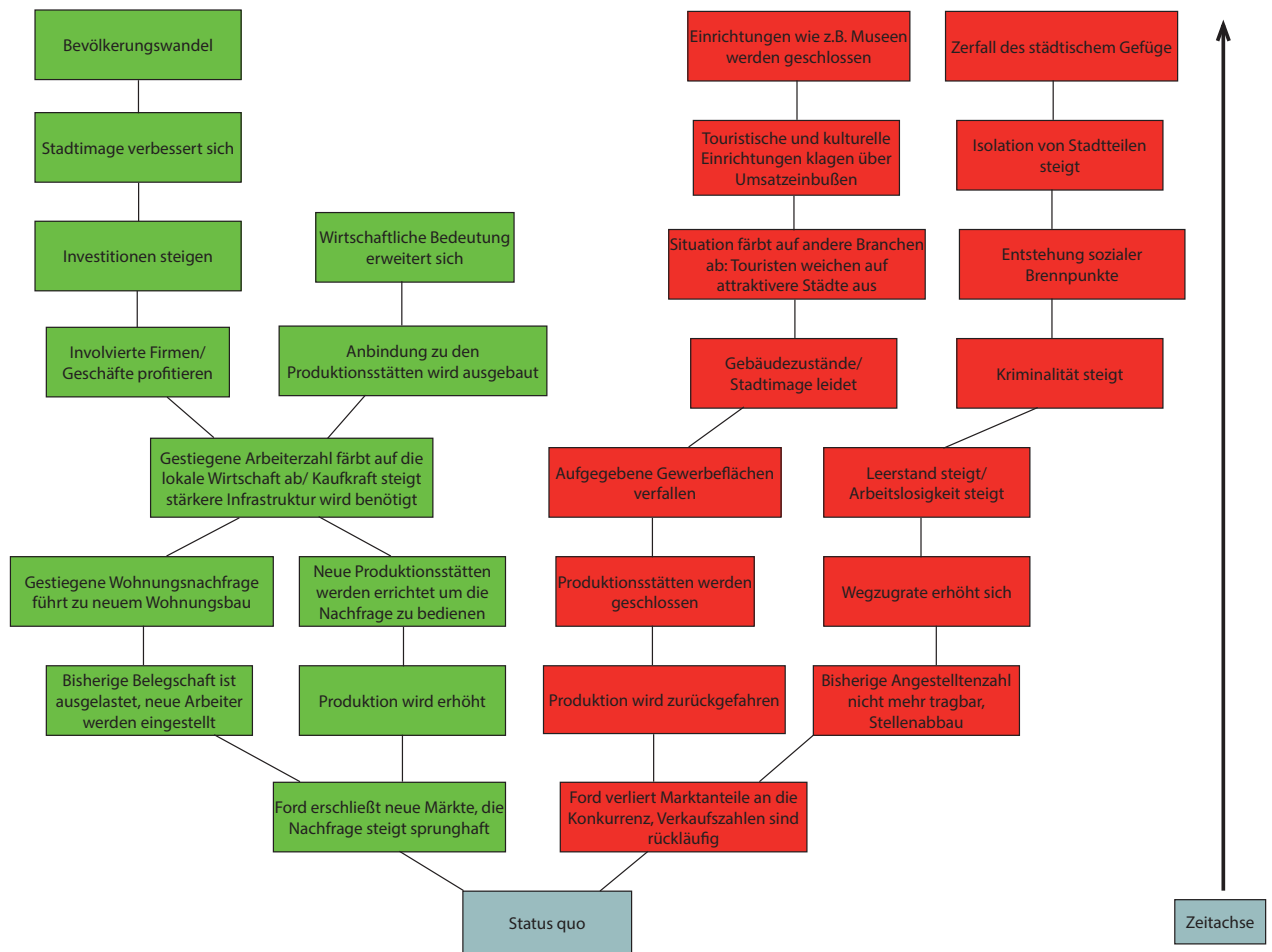 Bevölkerungswandel
Stadtimage verbessert sich
Investitionen steigen
Involvierte Firmen/
Geschäfte profitieren
Wirtschaftliche Bedeutung
erweitert sich
Anbindung zu den
Produktionsstätten wird ausgebaut
Gestiegene Arbeiterzahl färbt auf die
lokale Wirtschaft ab/ Kaufkraft steigt
stärkere Infrastruktur wird benötigt
Gestiegene Wohnungsnachfrage
führt zu neuem Wohnungsbau
Neue Produktionsstätten
werden errichtet um die
Nachfrage zu bedienen
Bisherige Belegschaft ist
ausgelastet, neue Arbeiter
werden eingestellt
Produktion wird erhöht
Ford erschließt neue Märkte, die
Nachfrage steigt sprunghaft
Einrichtungen wie z.B. Museen
werden geschlossen
Touristische und kulturelle
Einrichtungen klagen über
Umsatzeinbußen
Situation färbt auf andere Branchen
ab: Touristen weichen auf
attraktivere Städte aus
Gebäudezustände/
Stadtimage leidet
Aufgegebene Gewerbeflächen
verfallen
Produktionsstätten werden
geschlossen
Produktion wird zurückgefahren
Zerfall des städtischem Gefüge
Isolation von Stadtteilen
steigt
Entstehung sozialer
Brennpunkte
Kriminalität steigt
Leerstand steigt/
Arbeitslosigkeit steigt
Wegzugrate erhöht sich
Bisherige Angestelltenzahl
nicht mehr tragbar,
Stellenabbau
Ford verliert Marktanteile an die
Konkurrenz, Verkaufszahlen sind
rückläufig
Status quo
Zeitachse